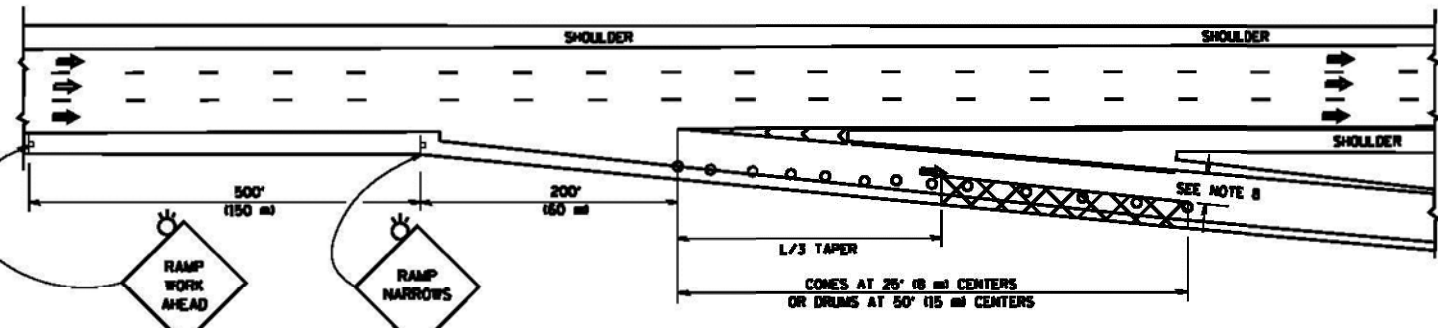 SHOULDER
SHOULDER
SHOULDER
500'
(150 m)
200'
(60 m)
SEE NOTE 8
L/3 TAPER
CONES AT 25' (8 m) CENTERS
OR DRUMS AT 50' (15 m) CENTERS
RAMP
WORK
AHEAD
RAMP
NARROWS